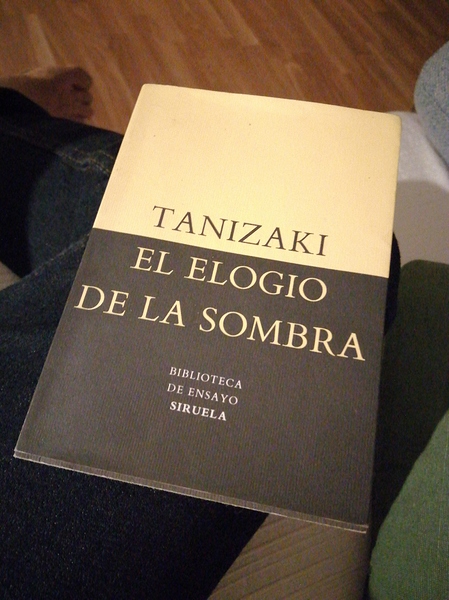 TANIZAKI
EL ELOGIO
DE LA SOMBRA
BIBLIOTECA
DE ENSAYO
SIRUELA